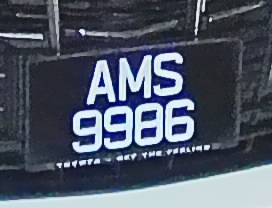 AMS
9986
TOYOTA - GET THE FEELING